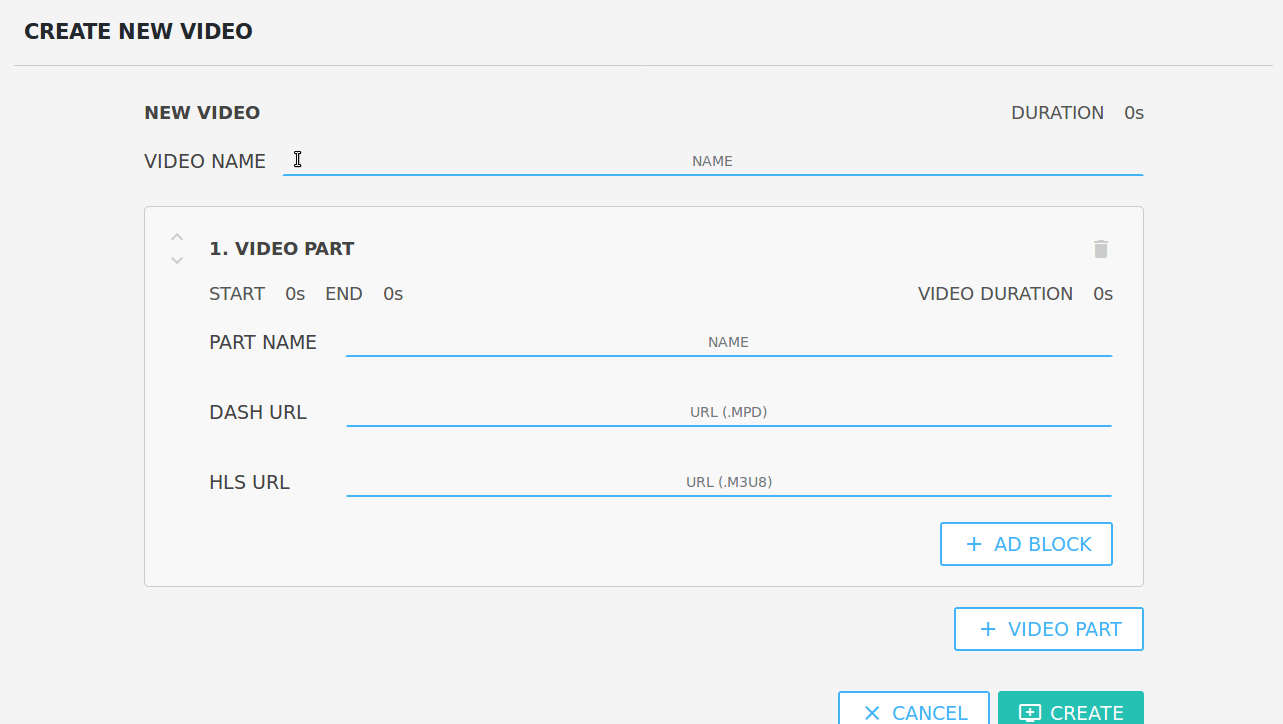 CREATE NEW VIDEO
NEW VIDEO DURATION 0s
VIDEO NAME NAME
1. VIDEO PART
START 0s END 0s VIDEO DURATION 0s
PART NAME NAME
DASH URL URL (.MPD)
HLS URL URL (.M3U8)
+ AD BLOCK
+ VIDEO PART
CANCEL CREATE